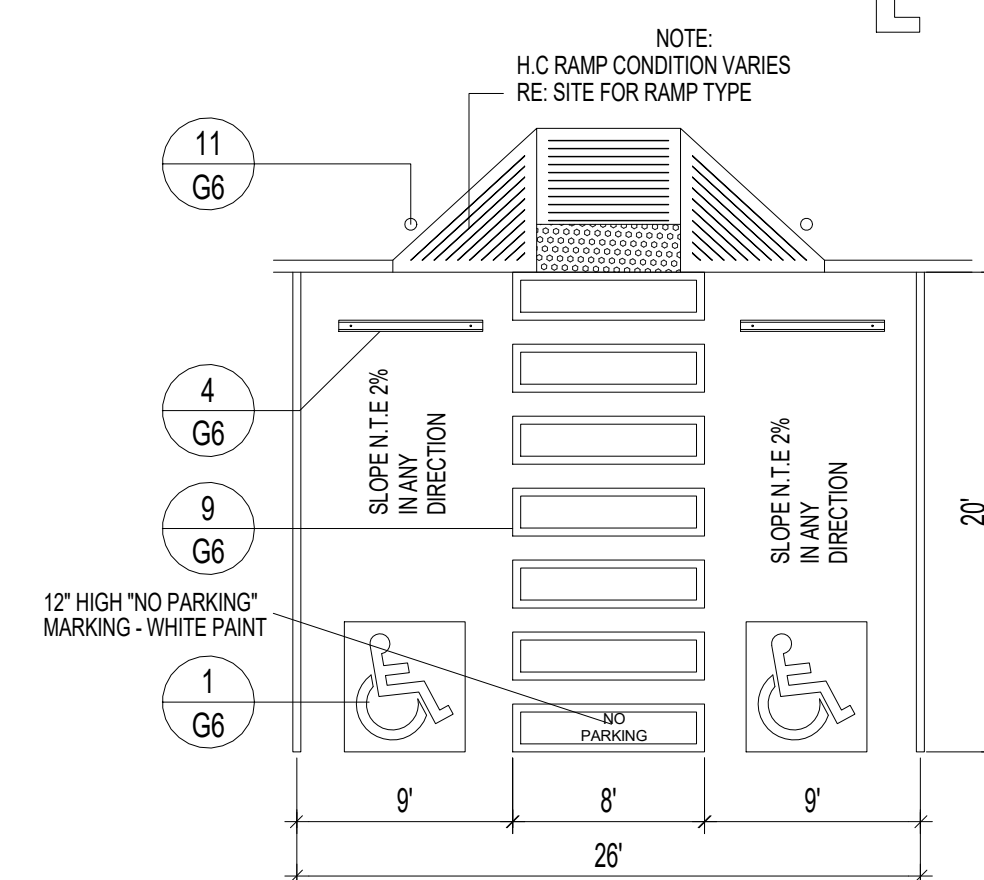 NOTE:
H.C RAMP CONDITION VARIES
RE: SITE FOR RAMP TYPE
11
G6
4
G6
SLOPE N.T.E 2%
IN ANY
DIRECTION
SLOPE N.T.E 2%
IN ANY
DIRECTION
20'
9
G6
12" HIGH "NO PARKING"
MARKING - WHITE PAINT
1
G6
NO
PARKING
9'
8'
9'
26'